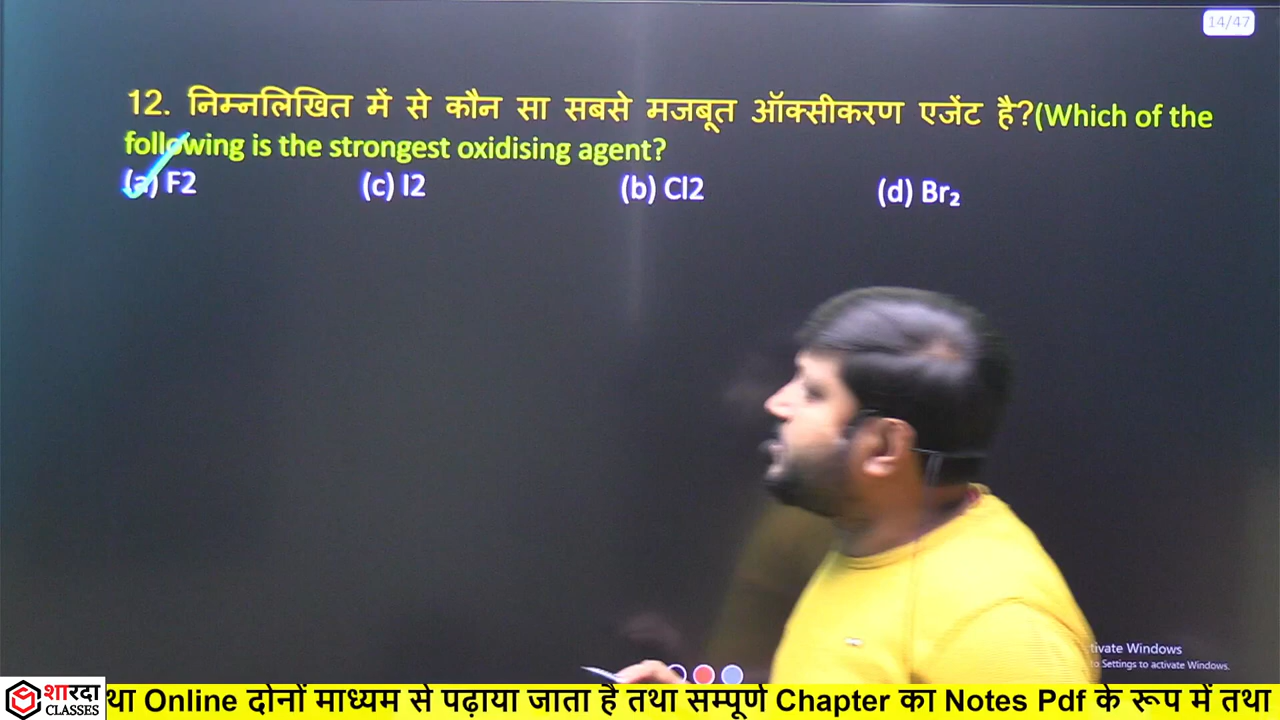 14/47
12. निम्नलिखित में से कौन सा सबसे मजबूत ऑक्सीकरण एजेंट है?(Which of the
following is the strongest oxidising agent?
(a) F2 (c) I2 (b) Cl2 (d) Br₂
tivate Windows
to Settings to activate Windows.
शारदा
CLASSES
था Online दोनों माध्यम से पढ़ाया जाता है तथा सम्पूर्ण Chapter का Notes Pdf के रूप में तथा